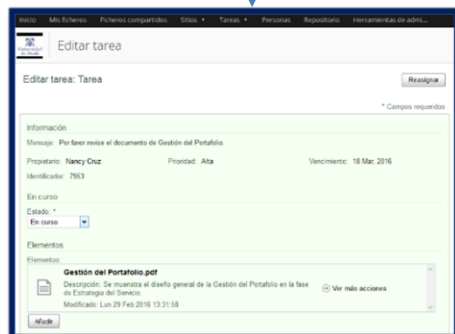 Inicio Mis ficheros Ficheros compartidos Sitios Tareas Personas Repositorio Herramientas de admi...
Universidad de Alcalá
Editar tarea
Editar tarea: Tarea
Reasignar
* Campos requeridos
Información
Mensaje: Por favor revise el documento de Gestión del Portafolio.
Propietario: Nancy Cruz Prioridad: Alta Vencimiento: 18 Mar, 2016
Identificador: 7963
En curso
Estado: *
En curso
Elementos
Elementos:
Gestión del Portafolio.pdf
Descripción: Se muenstra el diseño general de la Gestión del Portafolio en la fase
de Estrategia del Servicio.
Ver más acciones
Modificado: Lun 29 Feb 2016 13:31:58
Añadir